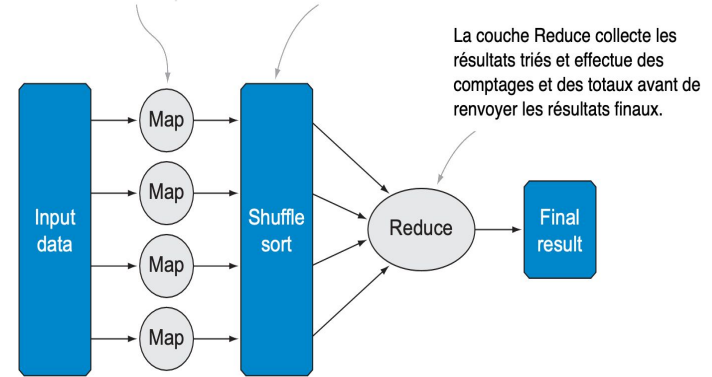 La couche Reduce collecte les
résultats triés et effectue des
comptages et des totaux avant de
renvoyer les résultats finaux.
Input
data
Map
Map
Map
Map
Shuffle
sort
Reduce
Final
result